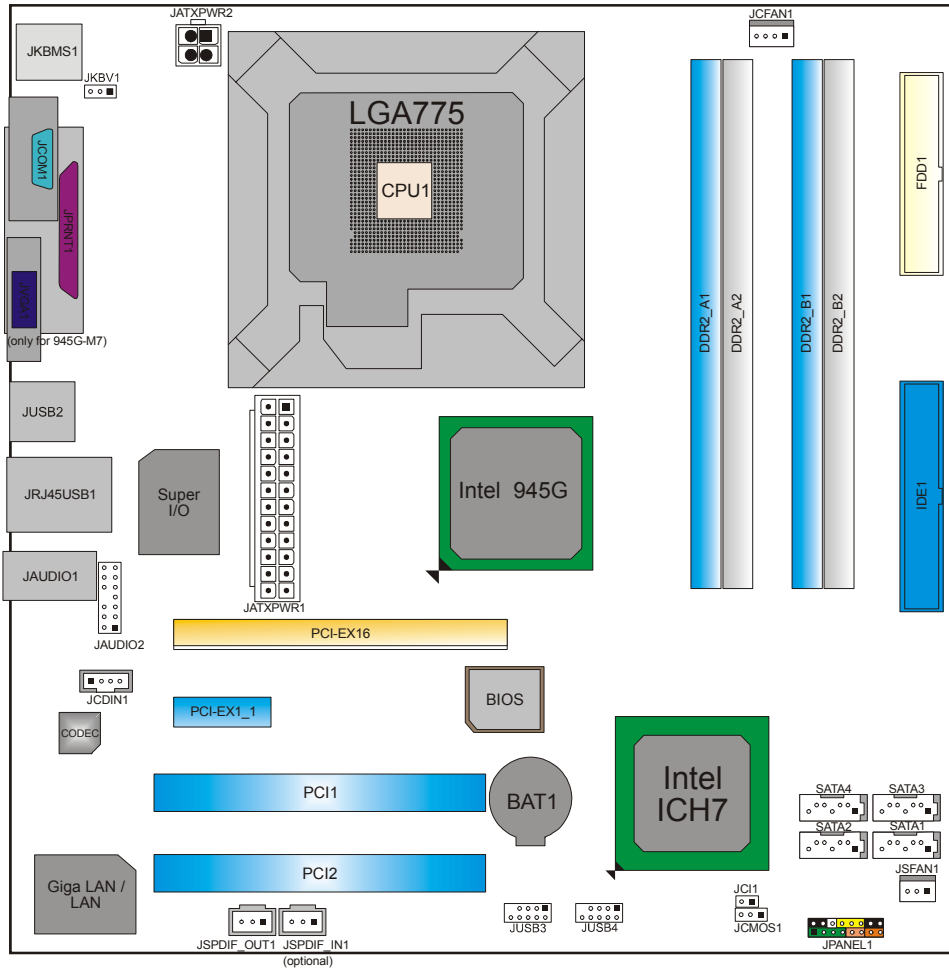 JATXPWR2
JCFAN1
JKBMS1
JKBV1
LGA775
CPU1
JCOM1
JPRNT1
JVGA1
(only for 945G-M7)
DDR2_A1
DDR2_A2
DDR2_B1
DDR2_B2
FDD1
IDE1
JUSB2
JRJ45USB1
Super
I/O
Intel 945G
JAUDIO1
JATXPWR1
JAUDIO2
PCI-EX16
JCDIN1
PCI-EX1_1
BIOS
CODEC
PCI1
BAT1
Intel
ICH7
SATA4
SATA3
SATA2
SATA1
PCI2
Giga LAN /
LAN
JSFAN1
JCI1
JCMOS1
JUSB3
JUSB4
JSPDIF_OUT1
JSPDIF_IN1
(optional)
JPANEL1